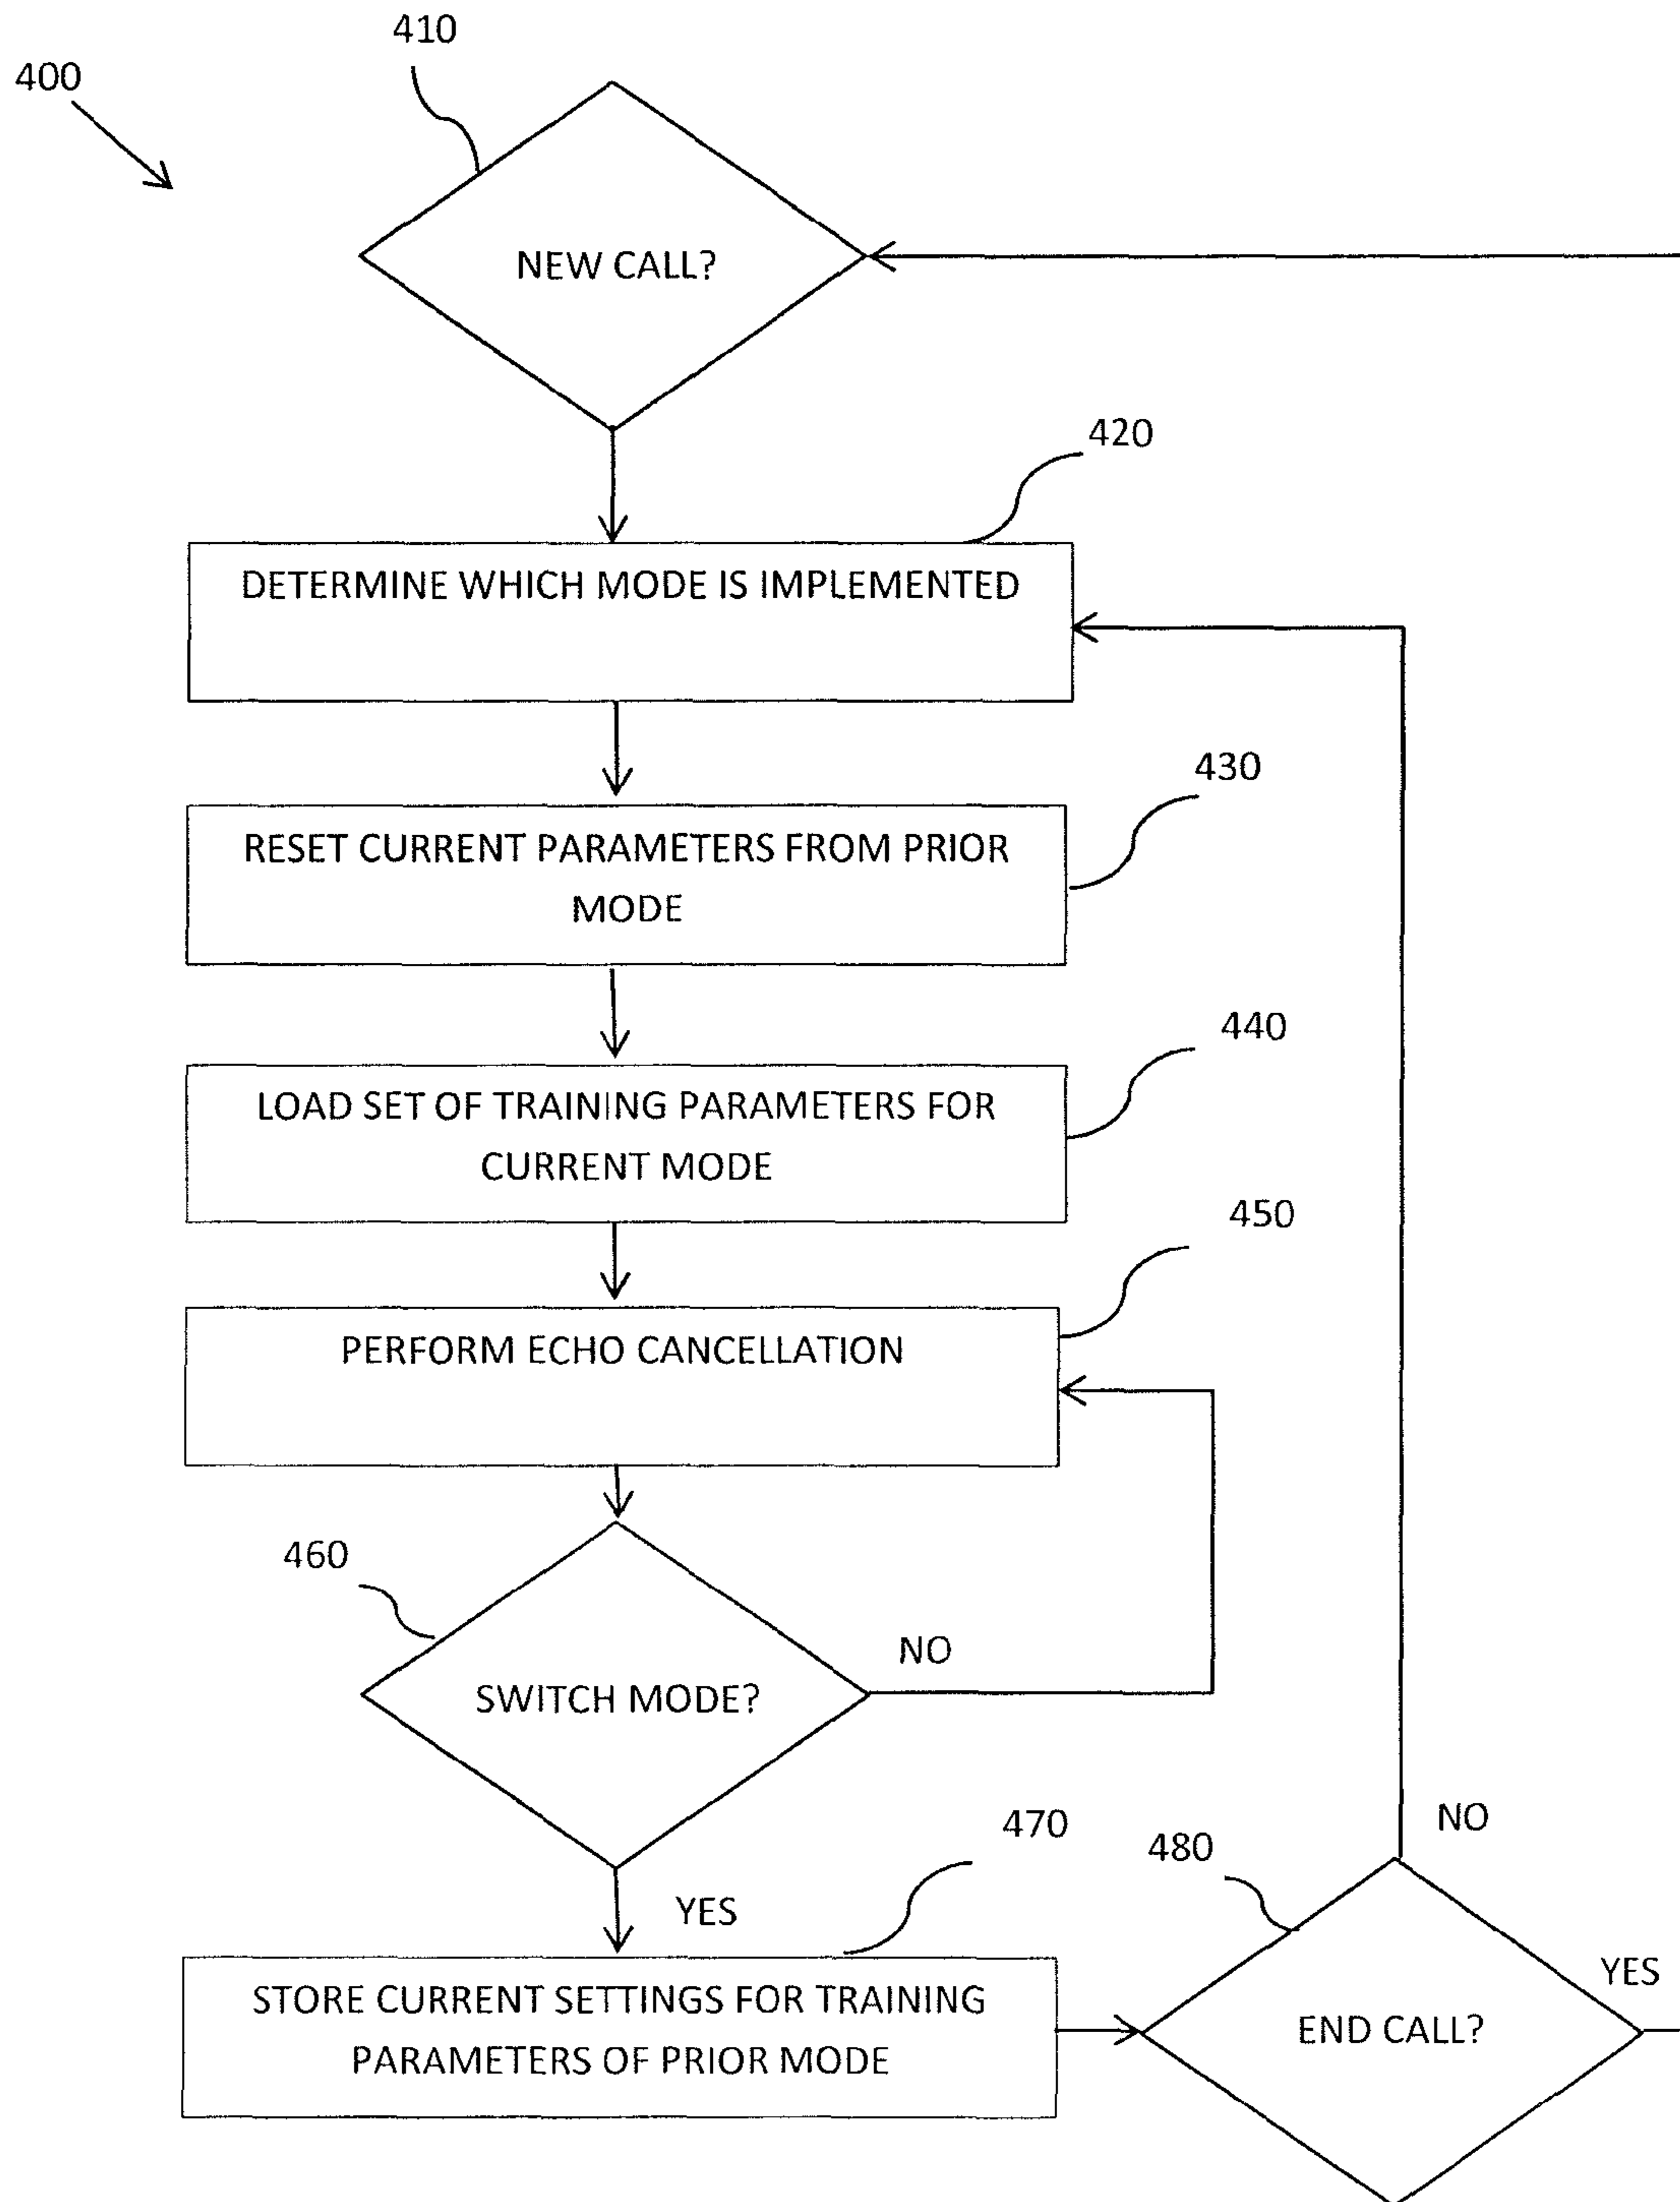 410
400
NEW CALL?
420
DETERMINE WHICH MODE IS IMPLEMENTED
430
RESET CURRENT PARAMETERS FROM PRIOR
MODE
440
LOAD SET OF TRAINING PARAMETERS FOR
CURRENT MODE
450
PERFORM ECHO CANCELLATION
460
NO
SWITCH MODE?
470
NO
480
YES
STORE CURRENT SETTINGS FOR TRAINING
PARAMETERS OF PRIOR MODE
YES
END CALL?